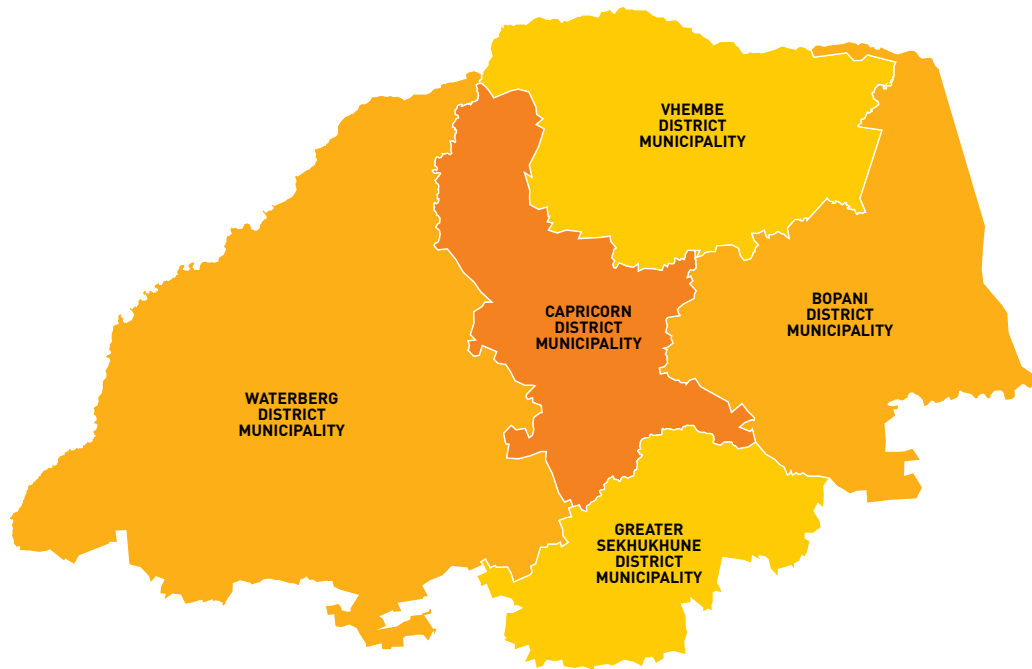 VHEMBE
DISTRICT
MUNICIPALITY
CAPRICORN
DISTRICT
MUNICIPALITY
BOPANI
DISTRICT
MUNICIPALITY
WATERBERG
DISTRICT
MUNICIPALITY
GREATER
SEKHUKHUNE
DISTRICT
MUNICIPALITY